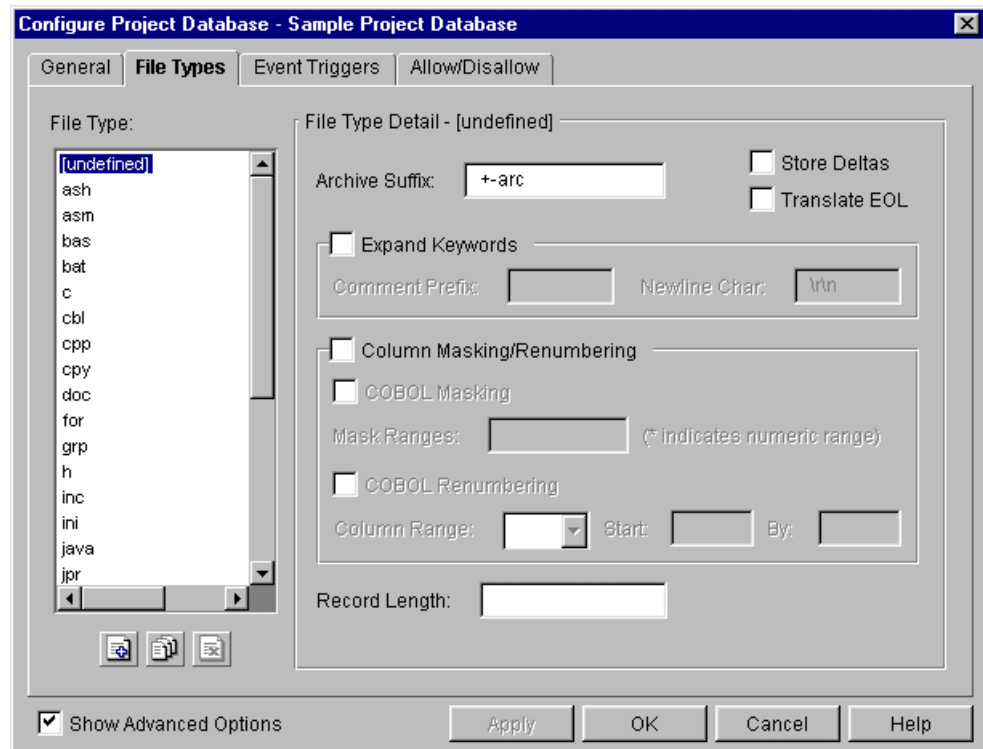 Configure Project Database - Sample Project Database
General File Types Event Triggers Allow/Disallow
File Type:
[undefined]
ash
asm
bas
bat
c
cbl
cpp
cpy
doc
for
grp
h
inc
ini
java
jpr
File Type Detail - [undefined]
Archive Suffix: +-arc
Store Deltas
Translate EOL
Expand Keywords
Comment Prefix: Newline Char: \r\n
Column Masking/Renumbering
COBOL Masking
Mask Ranges: (* indicates numeric range)
COBOL Renumbering
Column Range: Start: By:
Record Length:
Show Advanced Options Apply OK Cancel Help